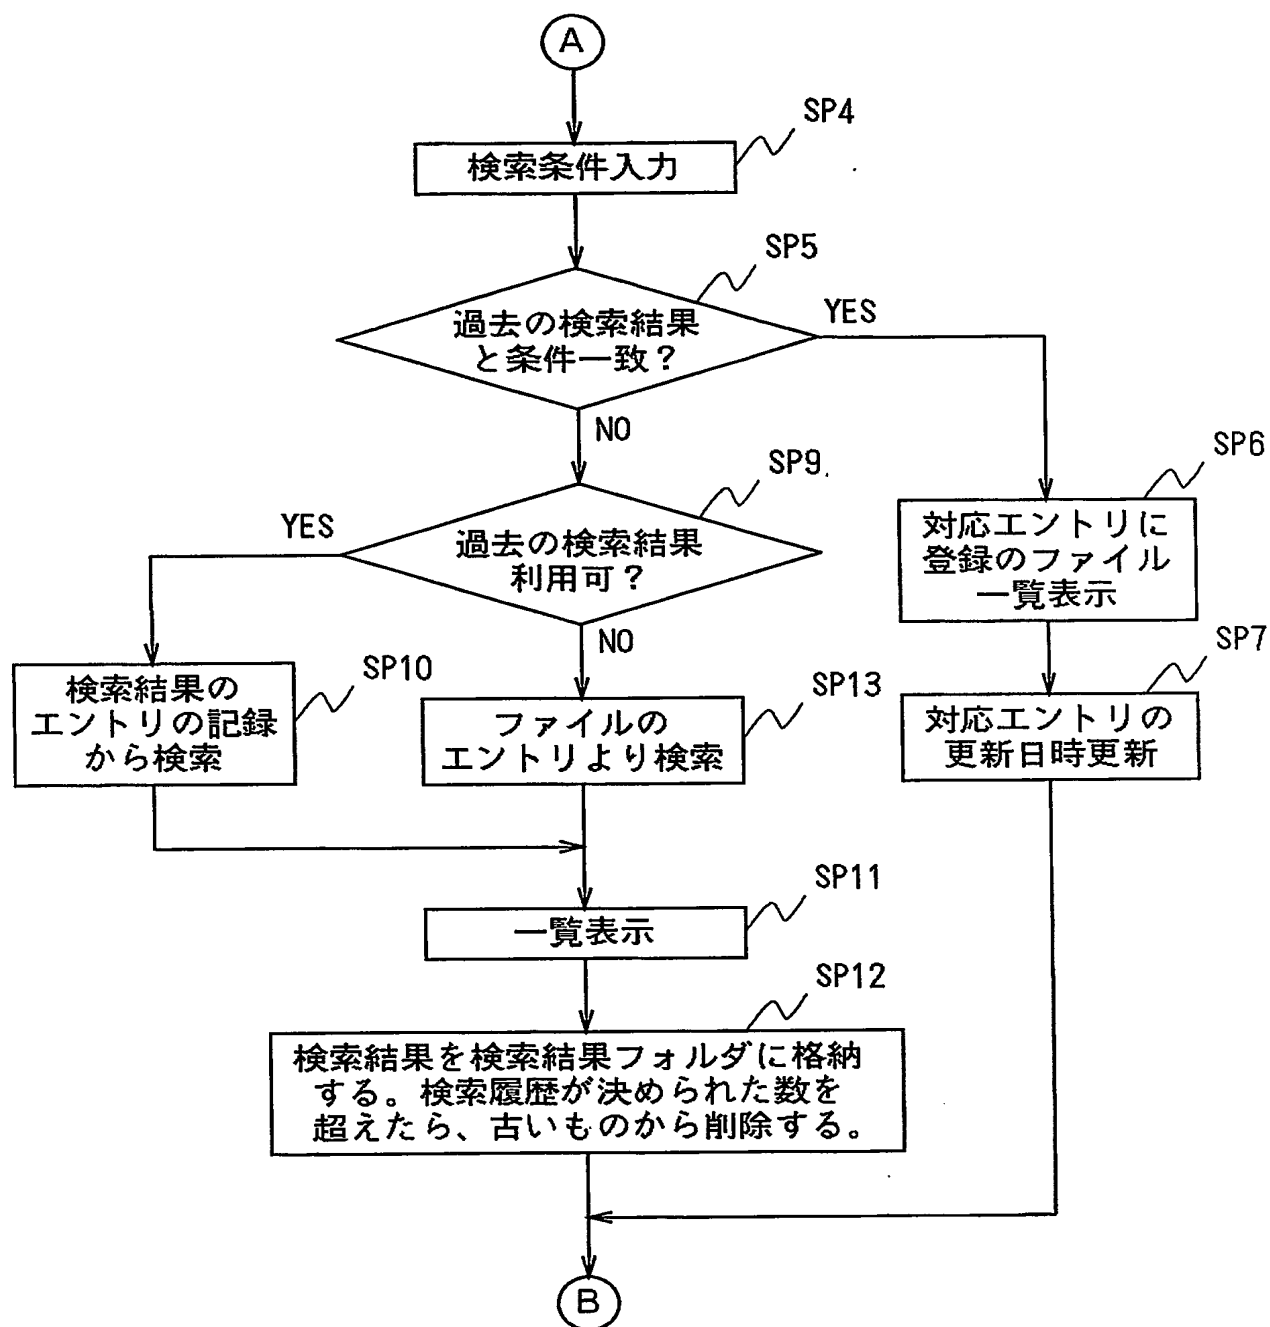 A
SP4
検索条件入力
SP5
過去の検索結果
と条件一致?
YES
NO
SP9
過去の検索結果
利用可?
YES
NO
SP6
対応エントリに
登録のファイル
一覧表示
SP7
対応エントリの
更新日時更新
SP10
検索結果の
エントリの記録
から検索
SP13
ファイルの
エントリより検索
SP11
一覧表示
SP12
検索結果を検索結果フォルダに格納
する。検索履歴が決められた数を
超えたら、古いものから削除する。
B